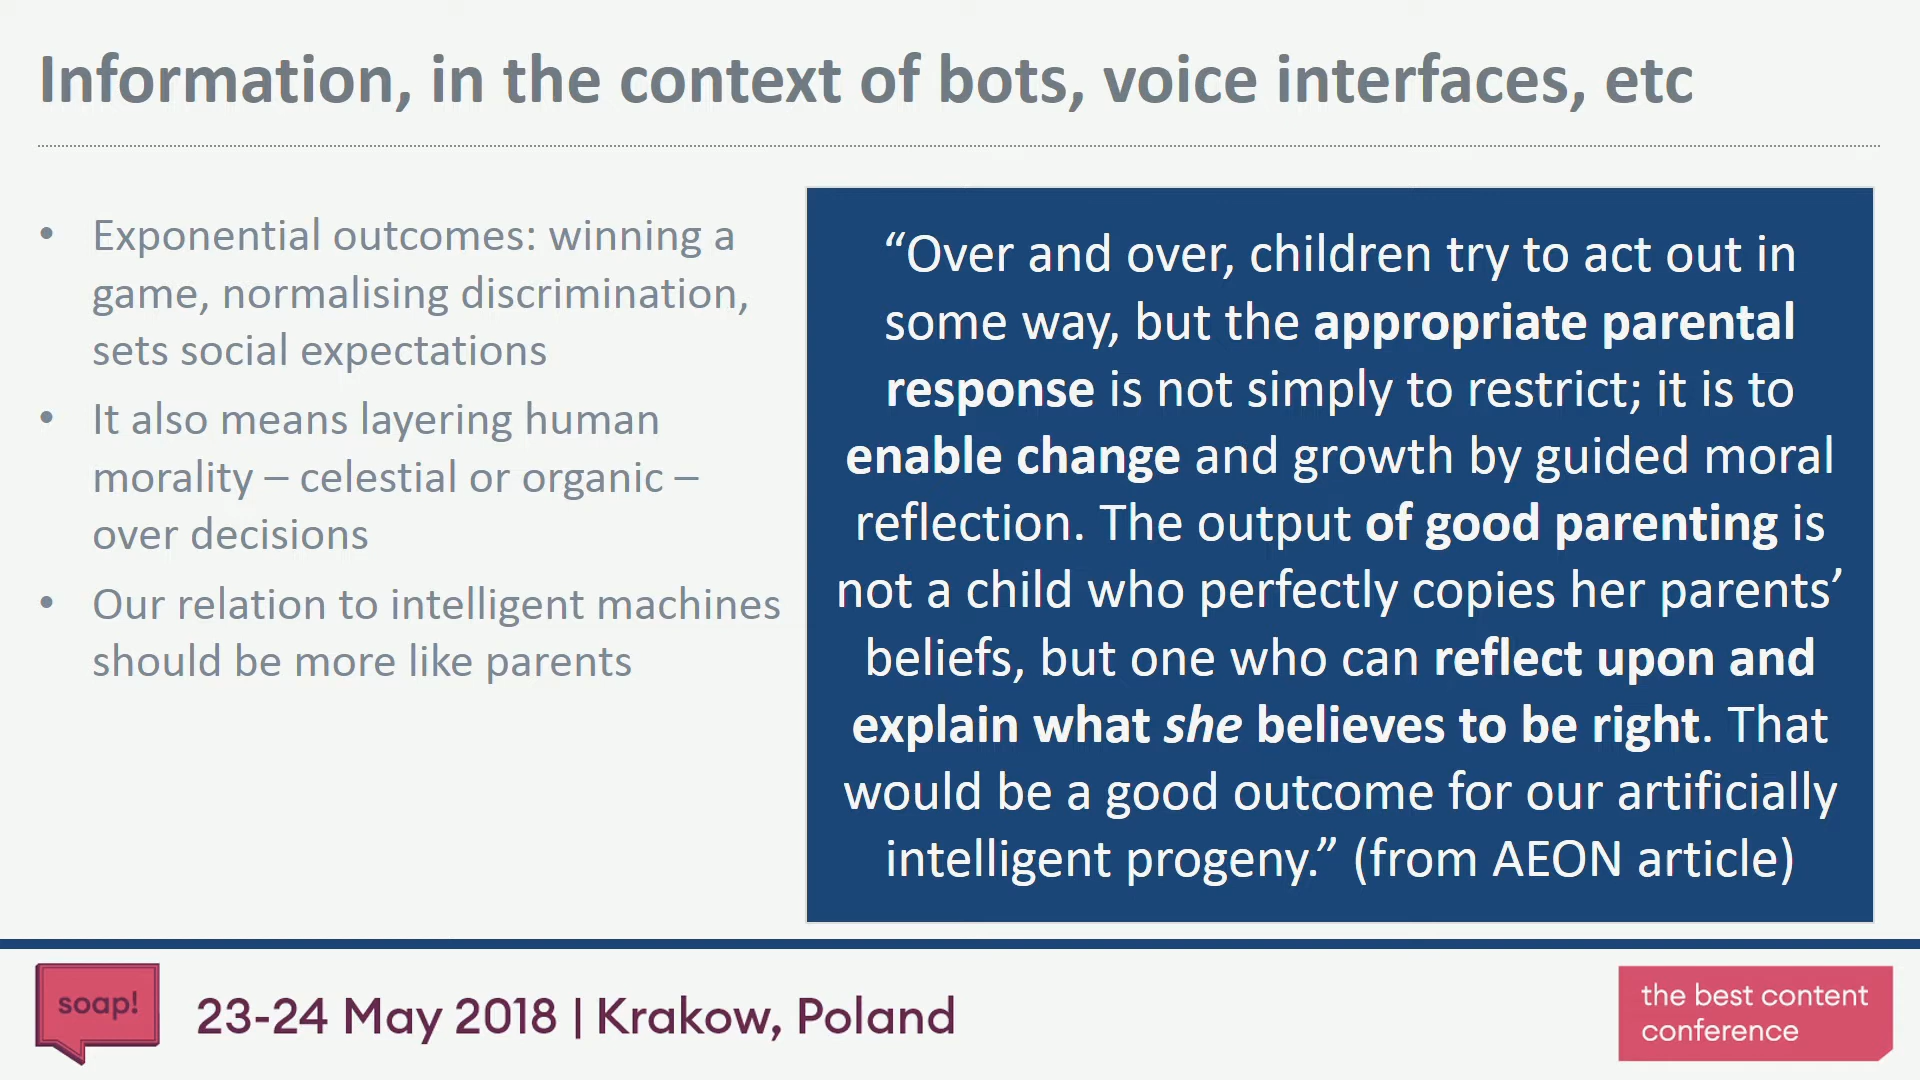 Information, in the context of bots, voice interfaces, etc
• Exponential outcomes: winning a
game, normalising discrimination,
sets social expectations
• It also means layering human
morality – celestial or organic –
over decisions
• Our relation to intelligent machines
should be more like parents
“Over and over, children try to act out in
some way, but the appropriate parental
response is not simply to restrict; it is to
enable change and growth by guided moral
reflection. The output of good parenting is
not a child who perfectly copies her parents’
beliefs, but one who can reflect upon and
explain what she believes to be right. That
would be a good outcome for our artificially
intelligent progeny.” (from AEON article)
soap!
23-24 May 2018 | Krakow, Poland
the best content
conference